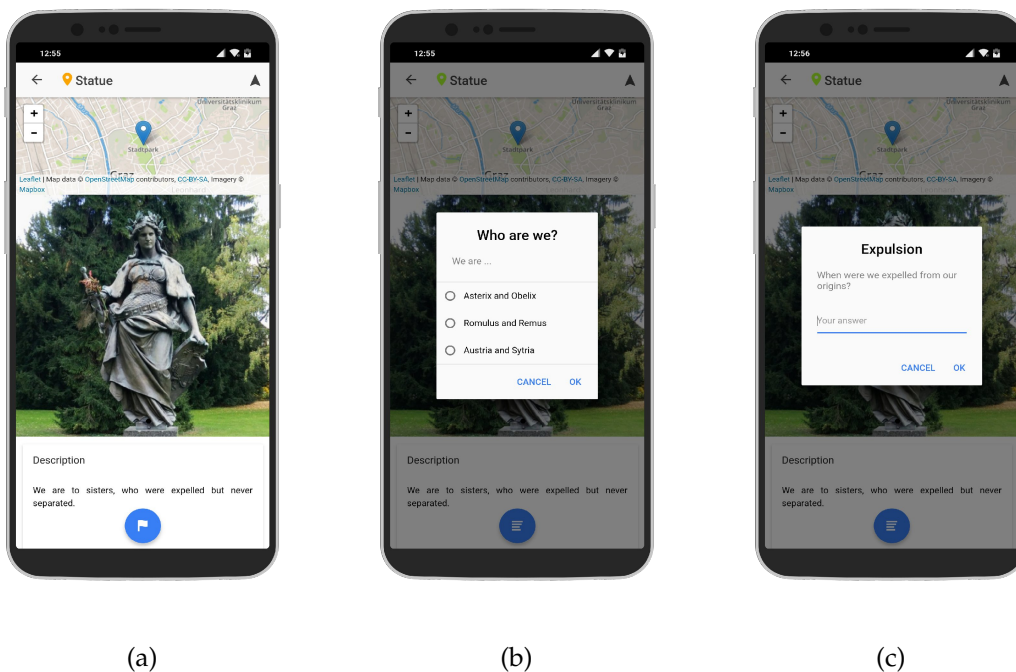 12:55
Statue
+
-
Universitätsklinikum
Graz
Stadtpark
Graz
Leonhard
Leaflet | Map data © OpenStreetMap contributors, CC-BY-SA, Imagery ©
Mapbox
Description
We are to sisters, who were expelled but never
separated.
(a)
12:55
Statue
+
-
Universitätsklinikum
Graz
Stadtpark
Graz
Leaflet | Map data © OpenStreetMap contributors, CC-BY-SA, Imagery ©
Mapbox
Who are we?
We are ...
Asterix and Obelix
Romulus and Remus
Austria and Sytria
CANCEL OK
Description
We are to sisters, who were expelled but never
separated.
(b)
12:56
Statue
+
-
Universitätsklinikum
Graz
Stadtpark
Graz
Leaflet | Map data © OpenStreetMap contributors, CC-BY-SA, Imagery ©
Mapbox
Expulsion
When were we expelled from our
origins?
Your answer
CANCEL OK
Description
We are to sisters, who were expelled but never
separated.
(c)